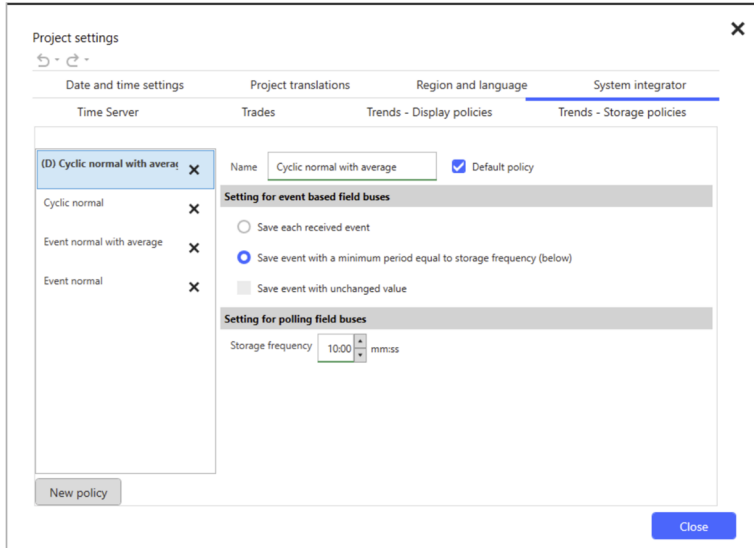 Project settings
Date and time settings
Project translations
Region and language
System integrator
Time Server
Trades
Trends - Display policies
Trends - Storage policies
(D) Cyclic normal with averag
Cyclic normal
Event normal with average
Event normal
New policy
Name
Cyclic normal with average
Default policy
Setting for event based field buses
Save each received event
Save event with a minimum period equal to storage frequency (below)
Save event with unchanged value
Setting for polling field buses
Storage frequency
10:00
mm:ss
Close